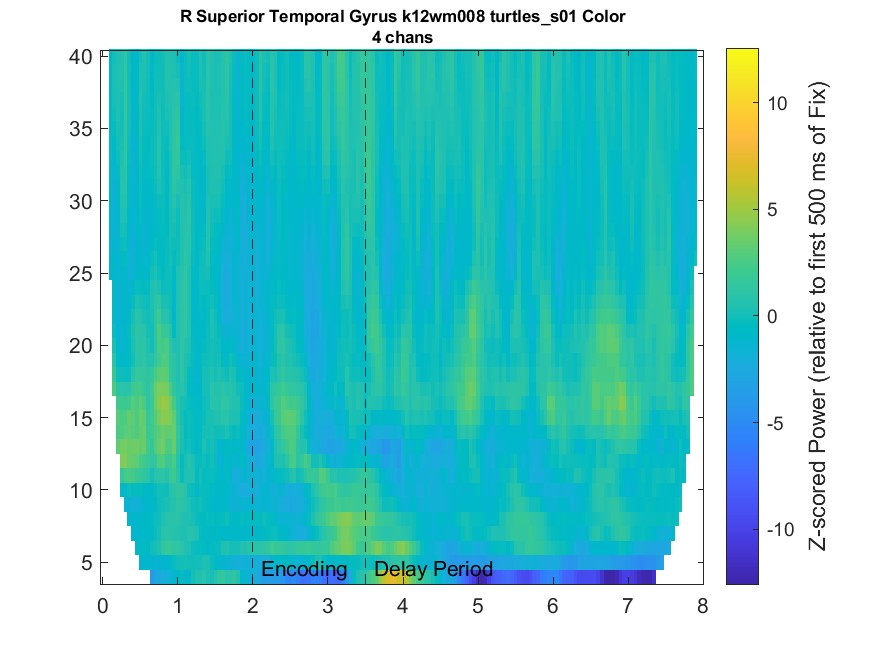 R Superior Temporal Gyrus k12wm008 turtles_s01 Color
4 chans
40
35
30
25
20
15
10
5
Encoding
Delay Period
0 1 2 3 4 5 6 7 8
10
5
0
-5
-10
Z-scored Power (relative to first 500 ms of Fix)